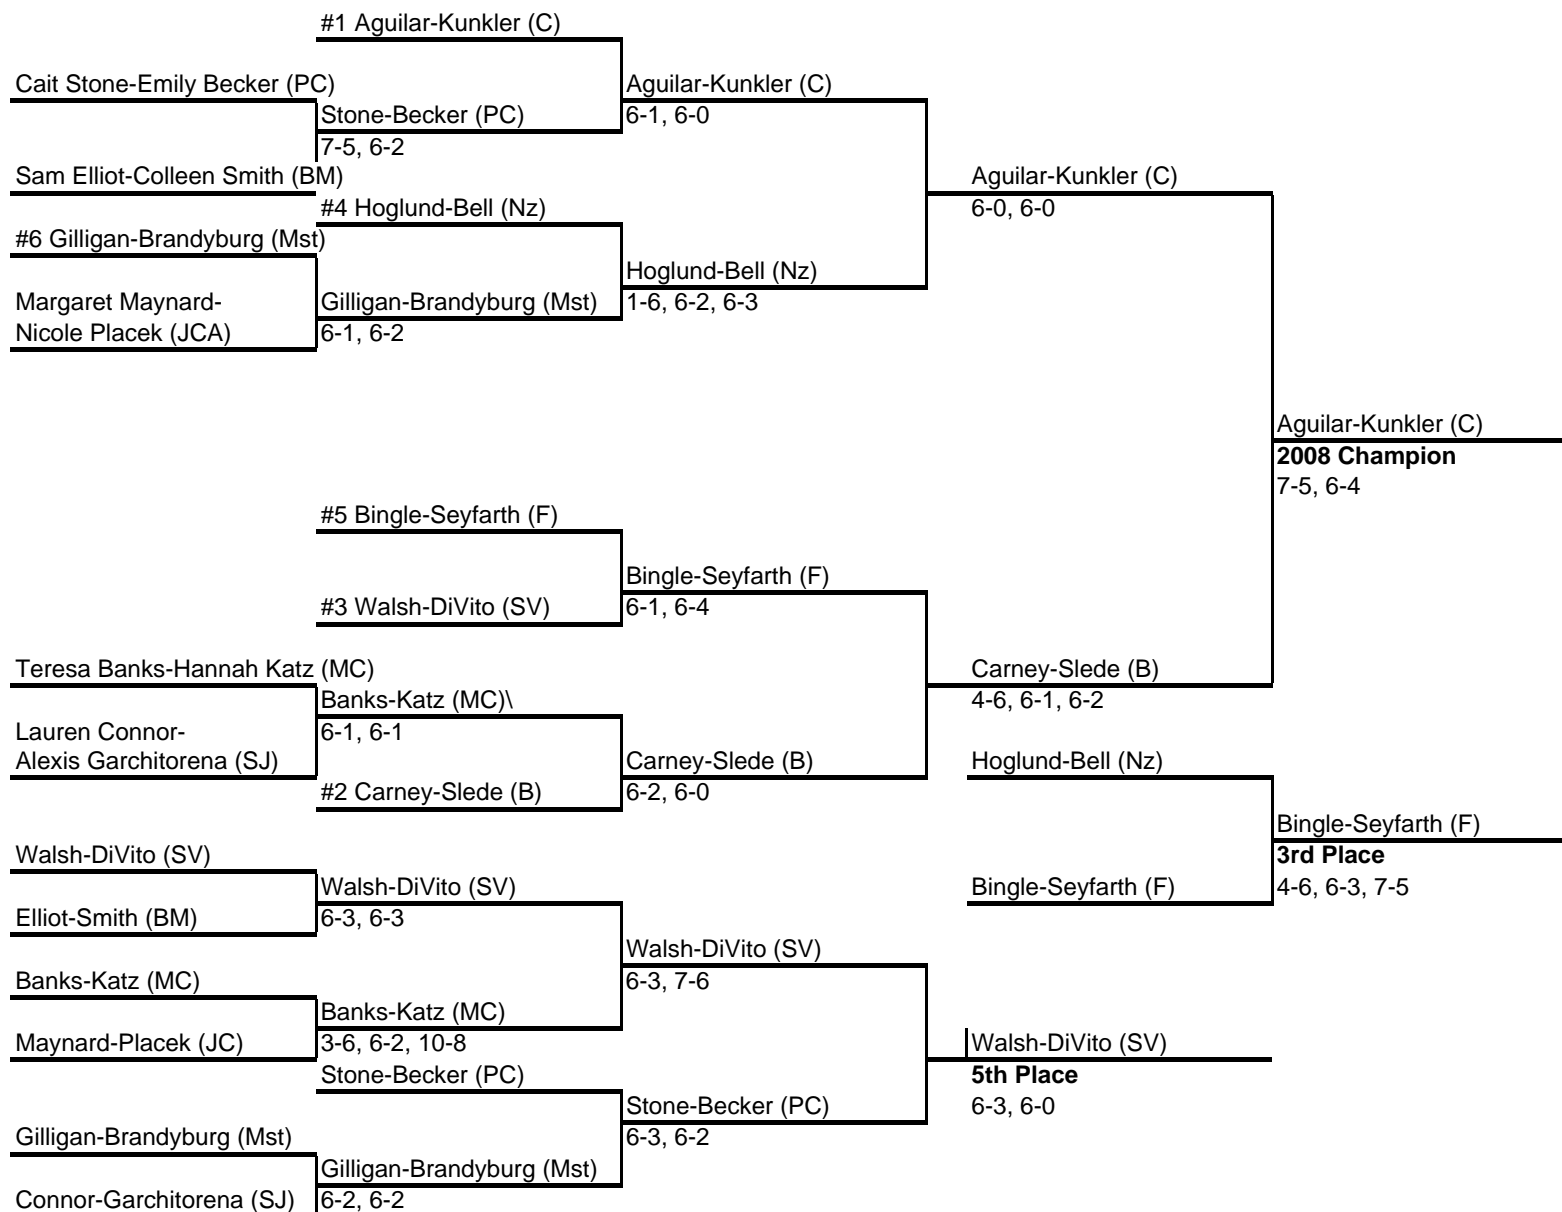 #1 Aguilar-Kunkler (C)
Cait Stone-Emily Becker (PC)
Aguilar-Kunkler (C)
Stone-Becker (PC)
6-1, 6-0
7-5, 6-2
Sam Elliot-Colleen Smith (BM)
Aguilar-Kunkler (C)
#4 Hoglund-Bell (Nz)
6-0, 6-0
#6 Gilligan-Brandyburg (Mst)
Hoglund-Bell (Nz)
Margaret Maynard-
Nicole Placek (JCA)
Gilligan-Brandyburg (Mst)
1-6, 6-2, 6-3
6-1, 6-2
Aguilar-Kunkler (C)
2008 Champion
7-5, 6-4
#5 Bingle-Seyfarth (F)
Bingle-Seyfarth (F)
#3 Walsh-DiVito (SV)
6-1, 6-4
Teresa Banks-Hannah Katz (MC)
Carney-Slede (B)
Banks-Katz (MC)\
4-6, 6-1, 6-2
6-1, 6-1
Lauren Connor-
Alexis Garchitorena (SJ)
Carney-Slede (B)
Hoglund-Bell (Nz)
#2 Carney-Slede (B)
6-2, 6-0
Bingle-Seyfarth (F)
3rd Place
4-6, 6-3, 7-5
Walsh-DiVito (SV)
Walsh-DiVito (SV)
Bingle-Seyfarth (F)
Elliot-Smith (BM)
6-3, 6-3
Walsh-DiVito (SV)
6-3, 7-6
Banks-Katz (MC)
Banks-Katz (MC)
Maynard-Placek (JC)
3-6, 6-2, 10-8
Walsh-DiVito (SV)
5th Place
6-3, 6-0
Stone-Becker (PC)
Stone-Becker (PC)
6-3, 6-2
Gilligan-Brandyburg (Mst)
Gilligan-Brandyburg (Mst)
Connor-Garchitorena (SJ)
6-2, 6-2